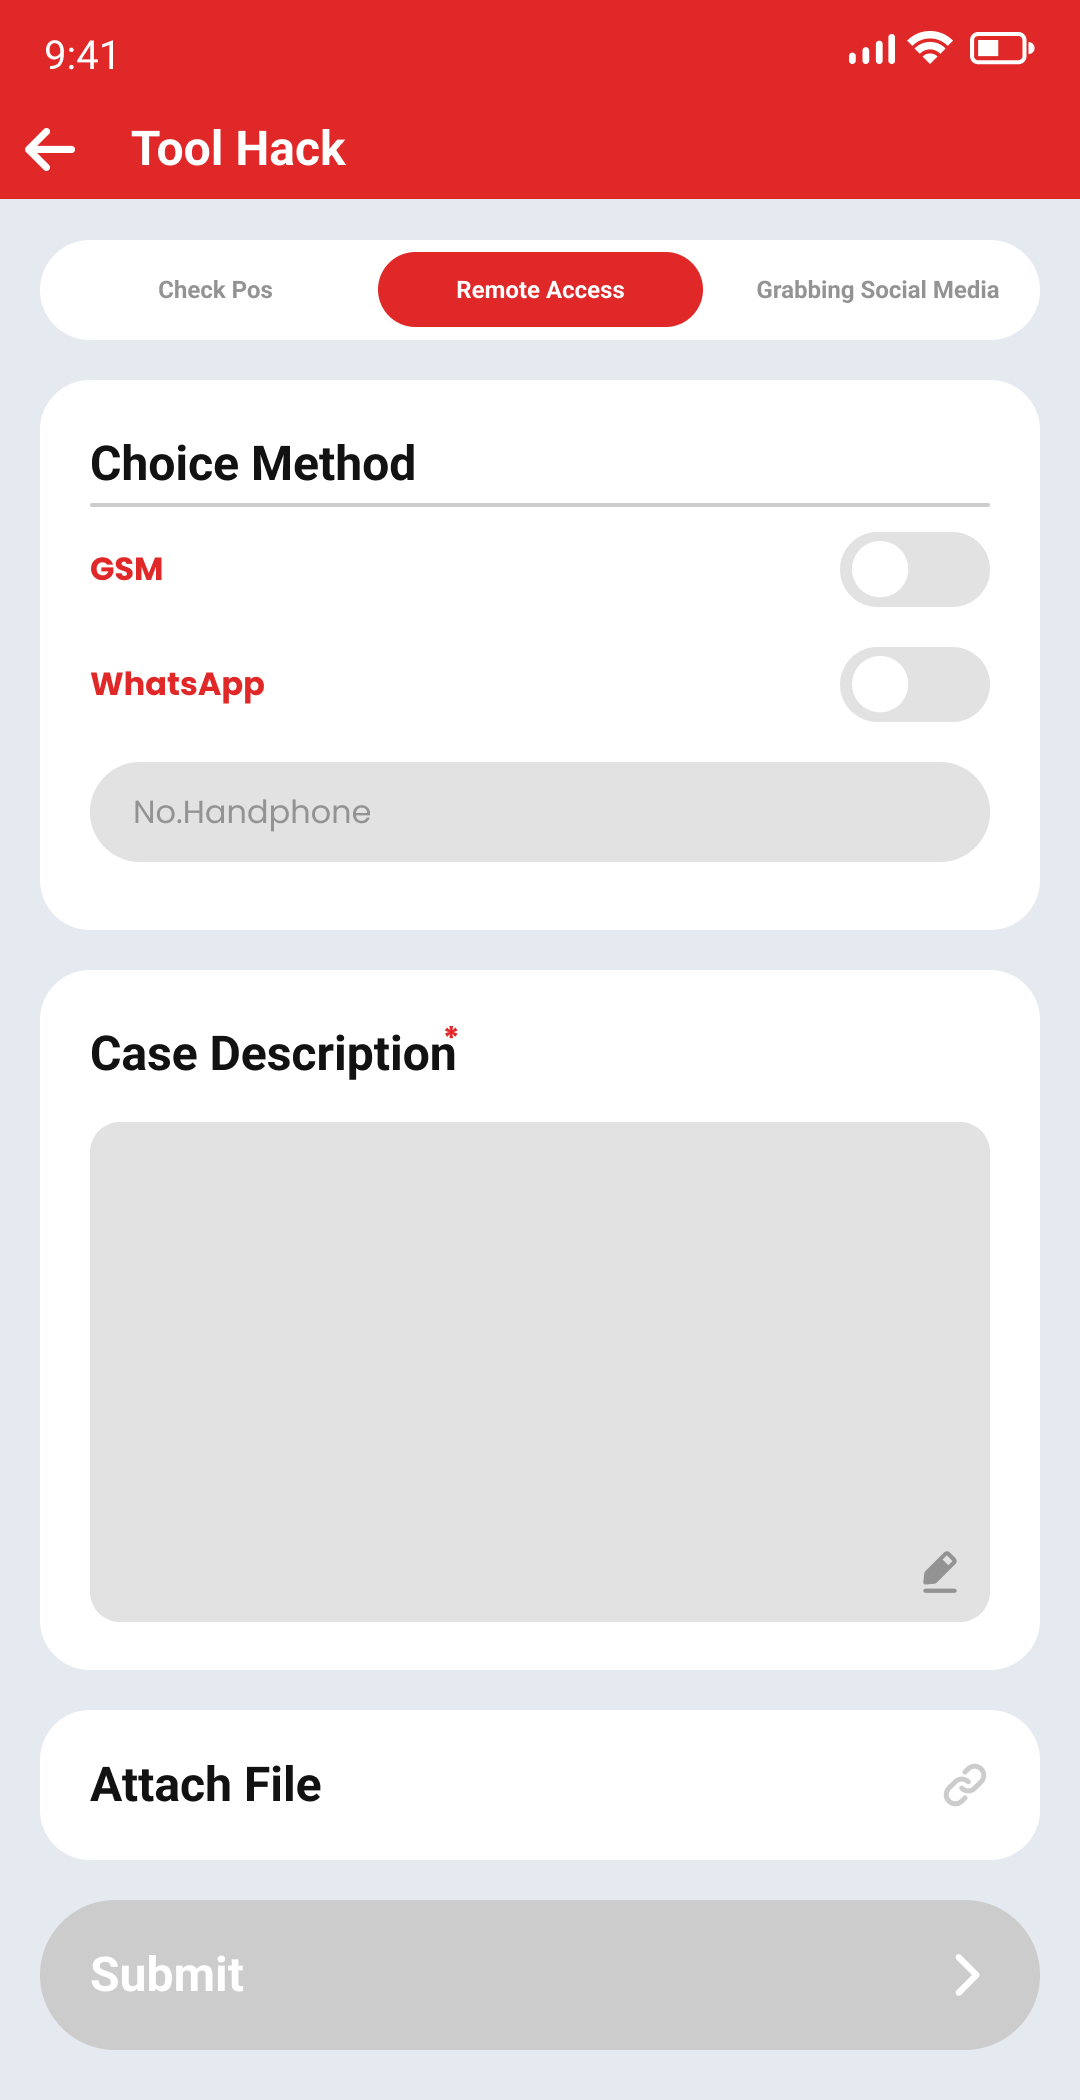 9:41
Tool Hack
Check Pos
Remote Access
Grabbing Social Media
Choice Method
GSM
WhatsApp
No.Handphone
Case Description*
Attach File
Submit